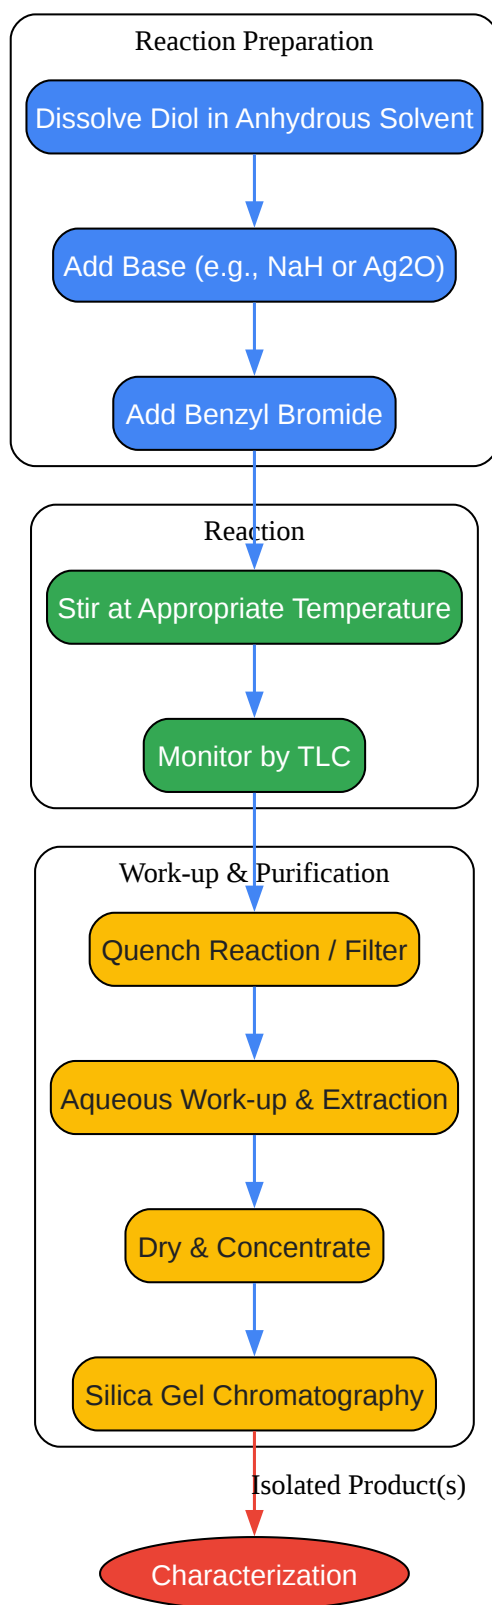 Reaction Preparation
Dissolve Diol in Anhydrous Solvent
Add Base (e.g., NaH or Ag2O)
Add Benzyl Bromide
Reaction
Stir at Appropriate Temperature
Monitor by TLC
Work-up & Purification
Quench Reaction / Filter
Aqueous Work-up & Extraction
Dry & Concentrate
Silica Gel Chromatography
Isolated Product(s)
Characterization